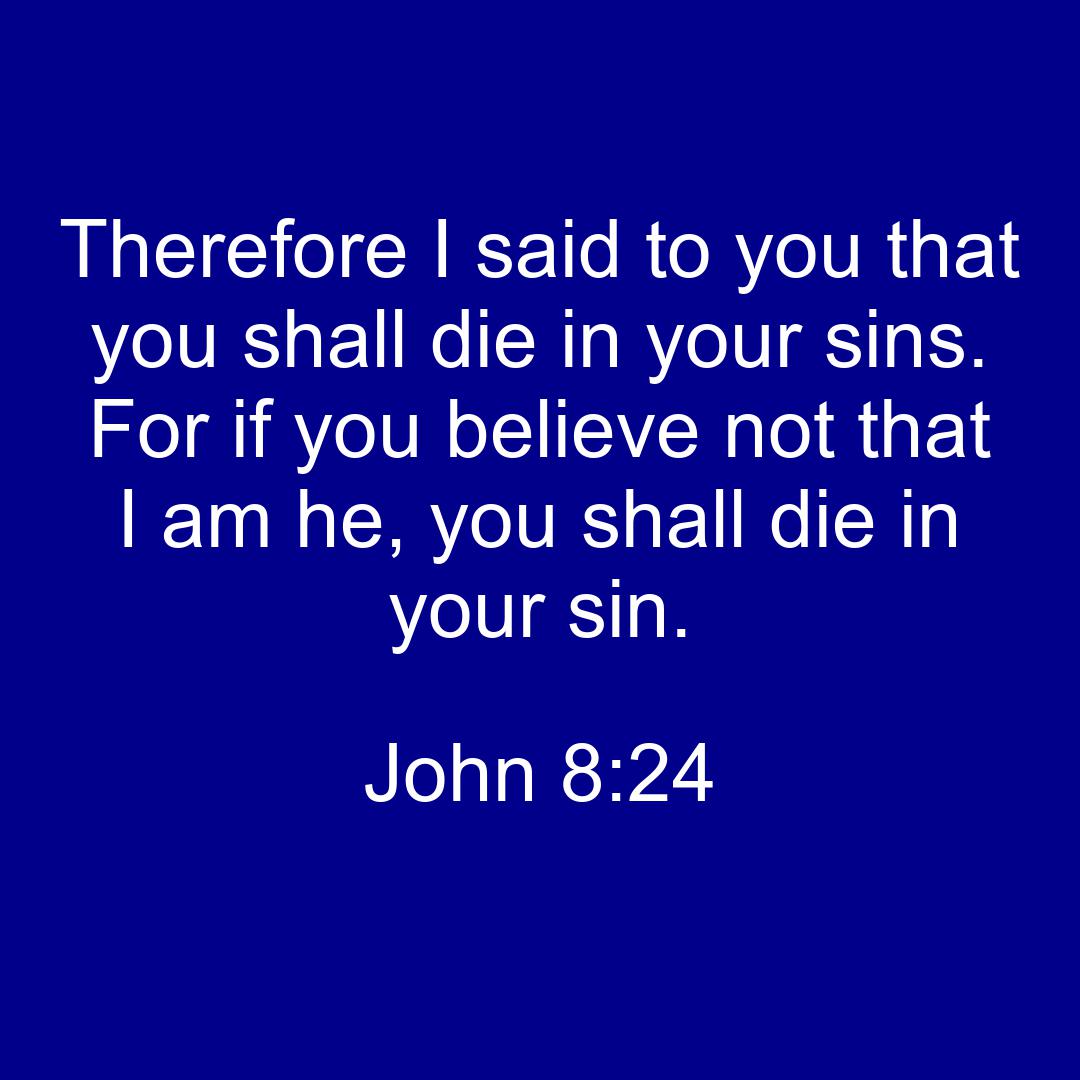 Therefore I said to you that
you shall die in your sins.
For if you believe not that
I am he, you shall die in
your sin.
John 8:24